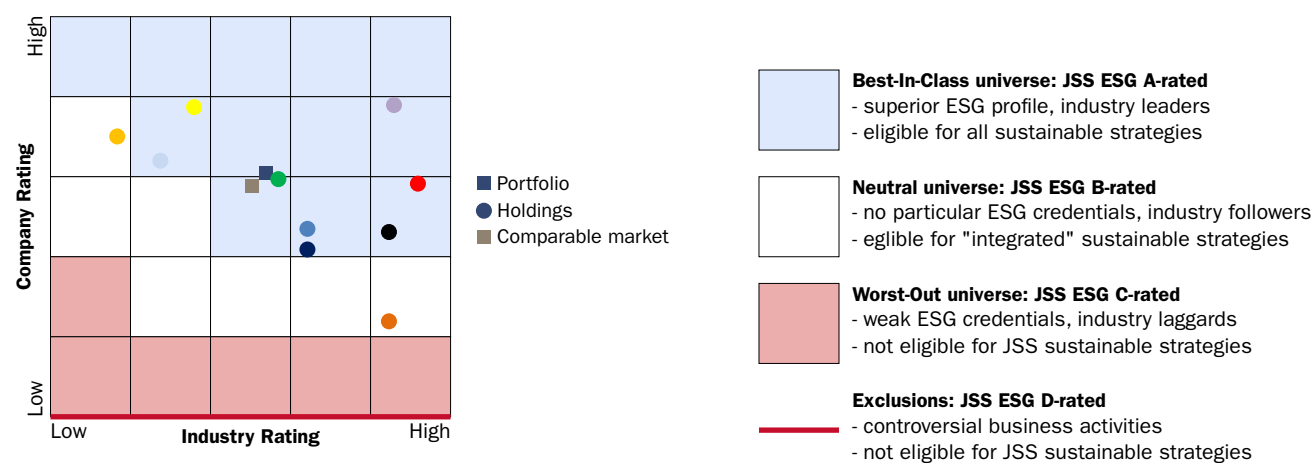 High
Company Rating
Low
Low
Industry Rating
High
Portfolio
Holdings
Comparable market
Best-In-Class universe: JSS ESG A-rated
- superior ESG profile, industry leaders
- eligible for all sustainable strategies
Neutral universe: JSS ESG B-rated
- no particular ESG credentials, industry followers
- eglible for "integrated" sustainable strategies
Worst-Out universe: JSS ESG C-rated
- weak ESG credentials, industry laggards
- not eligible for JSS sustainable strategies
Exclusions: JSS ESG D-rated
- controversial business activities
- not eligible for JSS sustainable strategies